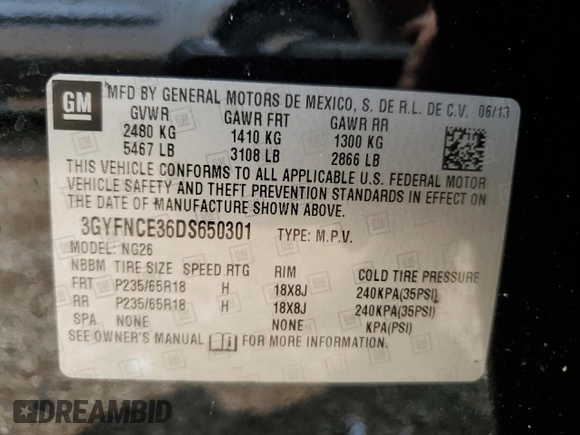 GM
MFD BY GENERAL MOTORS DE MEXICO, S. DE R.L. DE C.V. 06/13
GVWR GAWR FRT GAWR RR
2480 KG 1410 KG 1300 KG
5467 LB 3108 LB 2866 LB
THIS VEHICLE CONFORMS TO ALL APPLICABLE U.S. FEDERAL MOTOR
VEHICLE SAFETY AND THEFT PREVENTION STANDARDS IN EFFECT ON
THE DATE OF MANUFACTURE SHOWN ABOVE.
3GYFNCE36DS650301 TYPE: M.P.V.
MODEL: NG26
NBBM TIRE SIZE SPEED RTG RIM COLD TIRE PRESSURE
FRT P235/65R18 H 18X8J 240KPA(35PSI)
RR P235/65R18 H 18X8J 240KPA(35PSI)
SPA NONE NONE KPA(PSI)
SEE OWNER'S MANUAL i FOR MORE INFORMATION.
DREAMBID